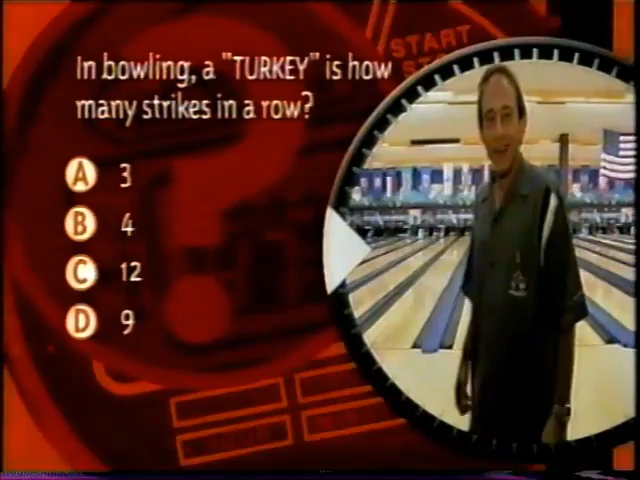 In bowling, a "TURKEY" is how
many strikes in a row?
A 3
B 4
C 12
D 9
START